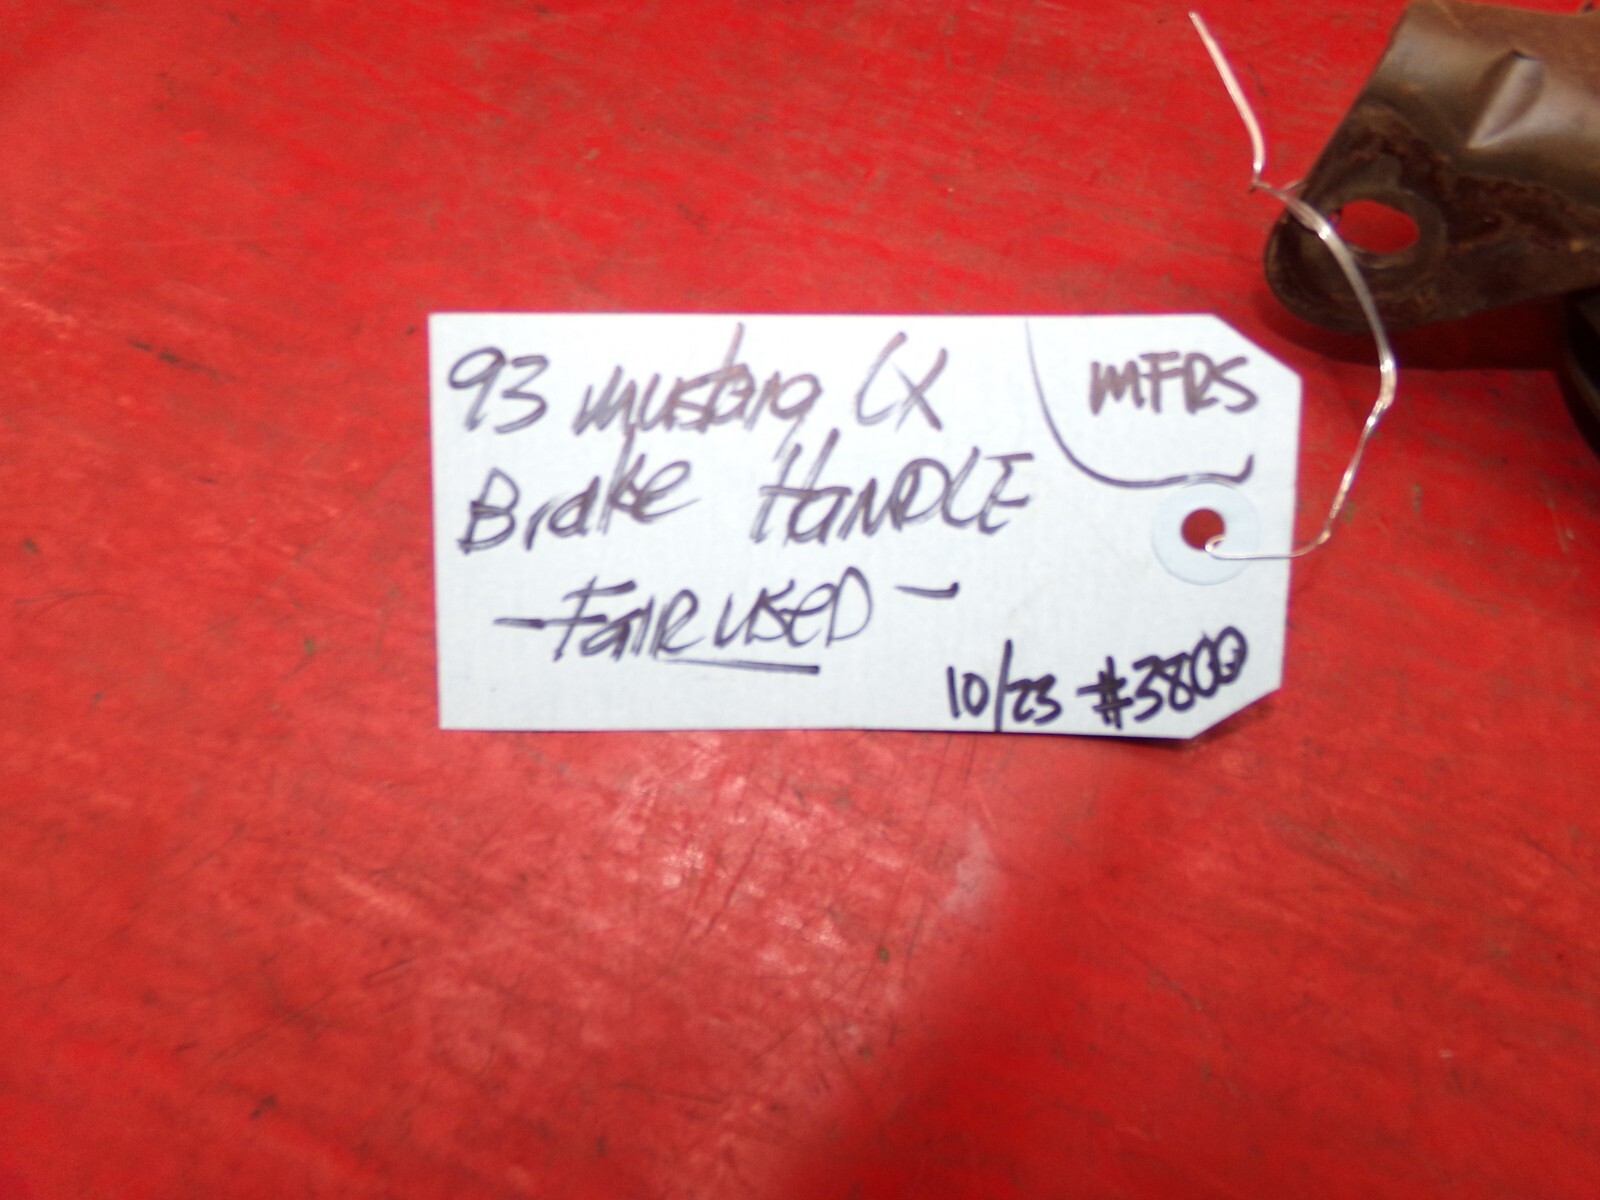 93 mustang LX
MFRS
Brake HANDLE
- FaIR USeD -
10/23 #3800